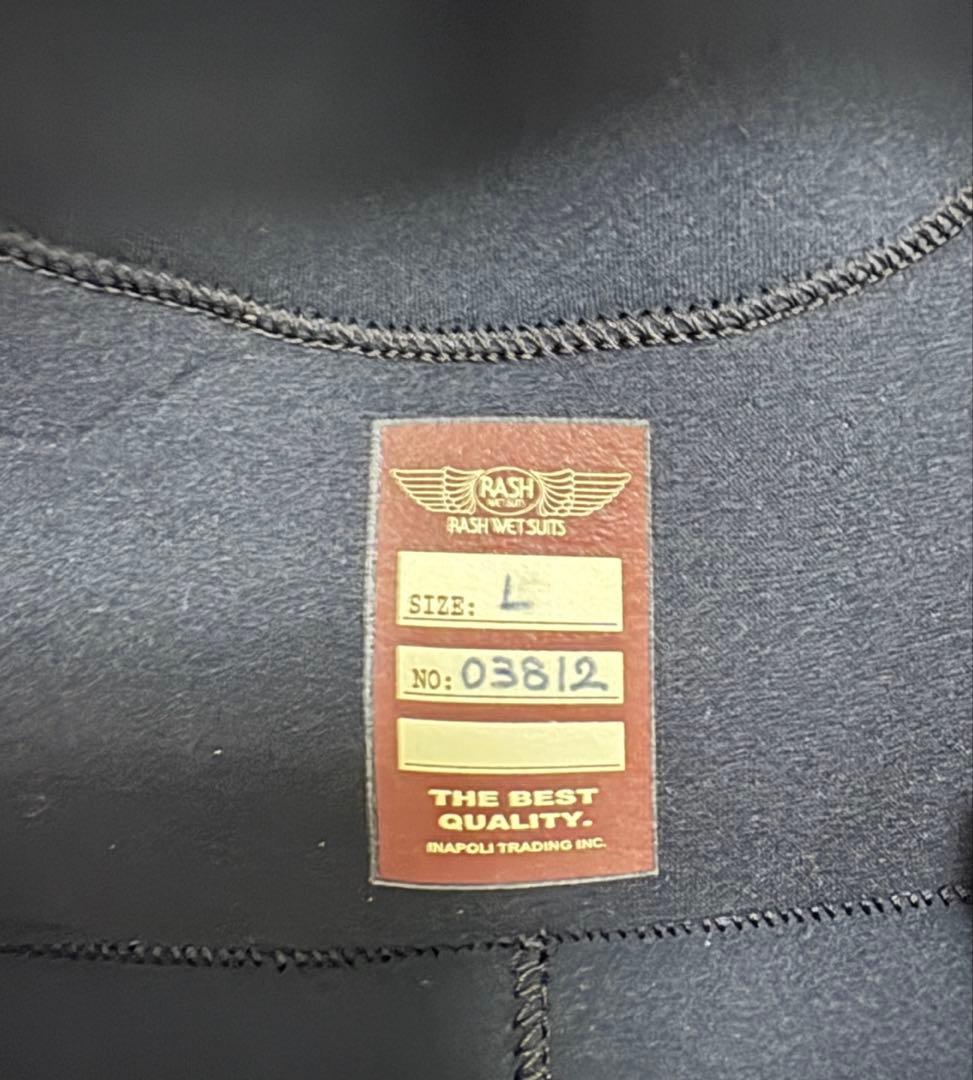 RASH
WET SUITS
RASH WET SUITS
SIZE: L
NO: 03812
THE BEST
QUALITY.
INAPOLI TRADING INC.